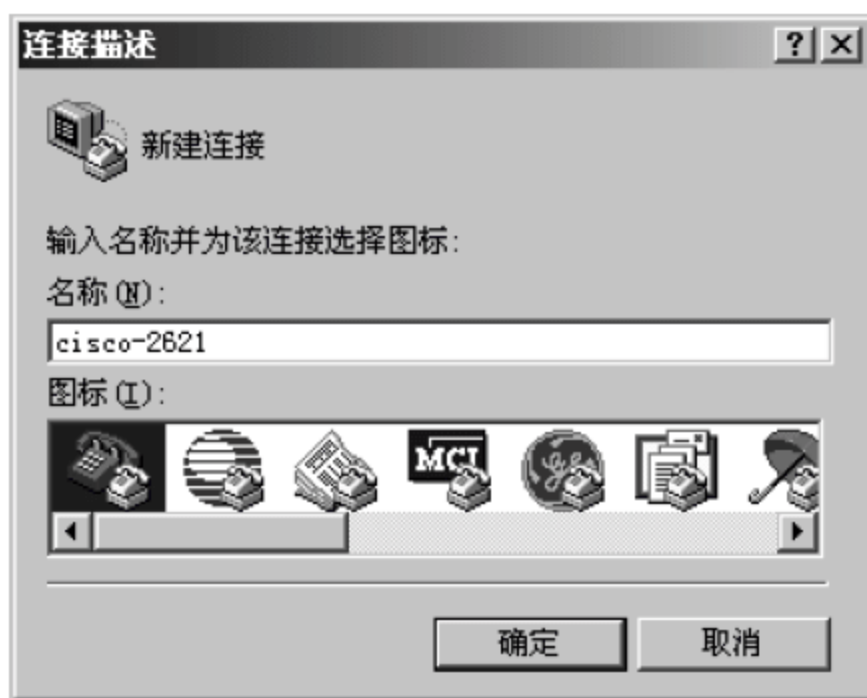 连接描述
新建连接
输入名称并为该连接选择图标:
名称(N):
cisco-2621
图标(I):
MCI
确定
取消